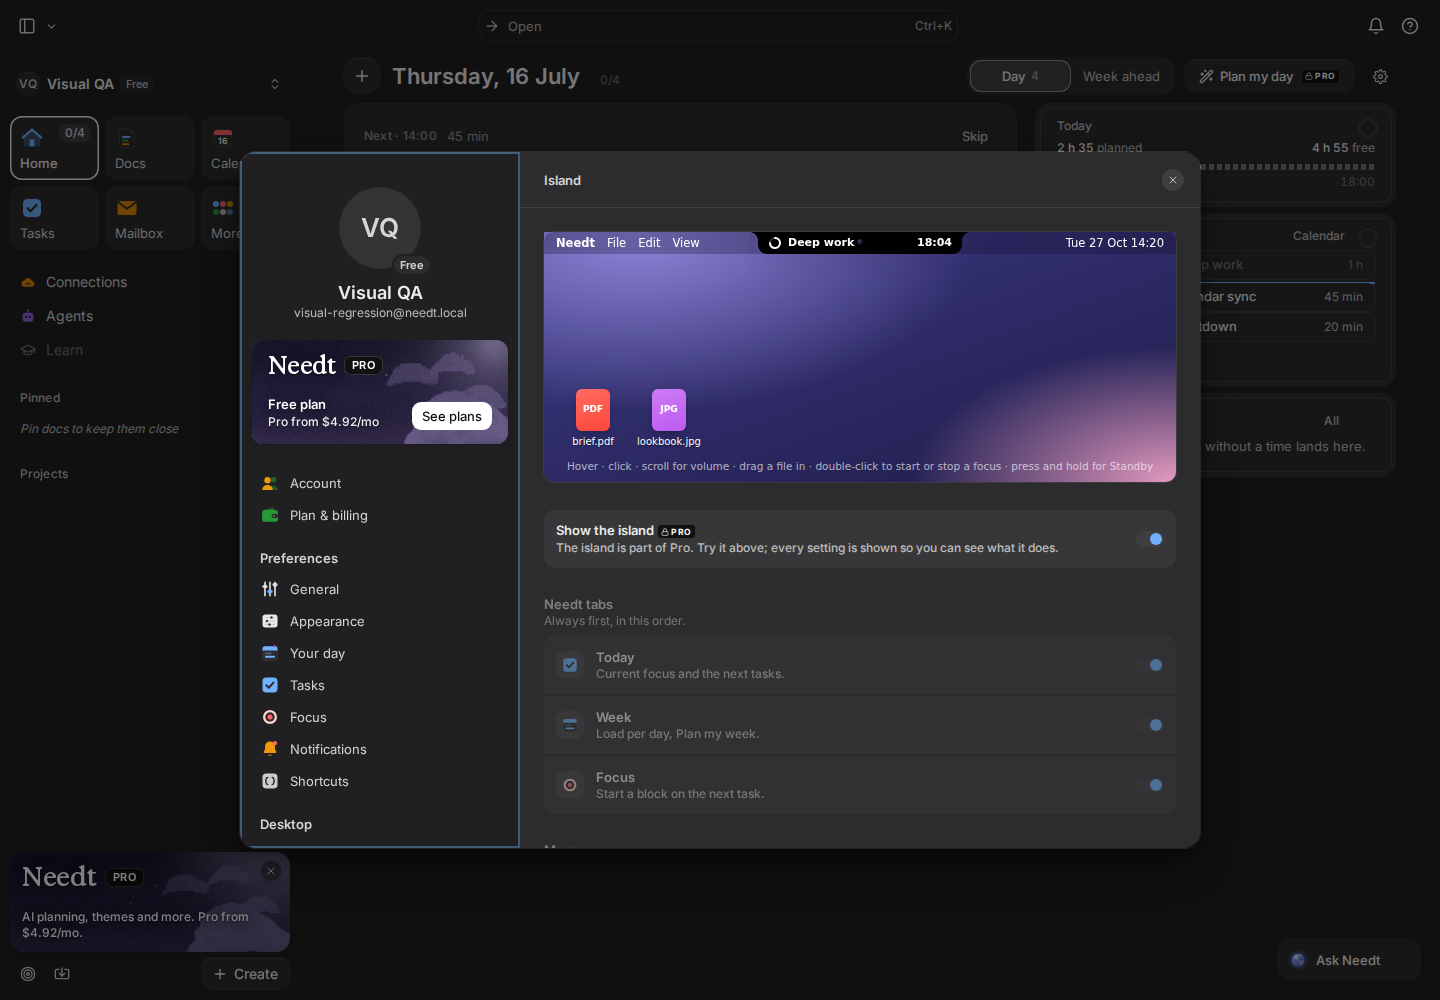 Open
Ctrl+K
VQ Visual QA Free
Thursday, 16 July 0/4
Day 4
Week ahead
Plan my day PRO
0/4
Home
Docs
16
Tasks
Mailbox
More
Connections
Agents
Learn
Pinned
Pin docs to keep them close
Projects
Next · 14:00 45 min
Skip
Today
2 h 35 planned
4 h 55 free
18:00
Calendar
1 h
ndar sync 45 min
tdown 20 min
All
without a time lands here.
VQ
Free
Visual QA
visual-regression@needt.local
Needt PRO
Free plan
Pro from $4.92/mo
See plans
Account
Plan & billing
Preferences
General
Appearance
Your day
Tasks
Focus
Notifications
Shortcuts
Desktop
Island
Needt File Edit View
Deep work 18:04
Tue 27 Oct 14:20
PDF
brief.pdf
JPG
lookbook.jpg
Hover · click · scroll for volume · drag a file in · double-click to start or stop a focus · press and hold for Standby
Show the island PRO
The island is part of Pro. Try it above; every setting is shown so you can see what it does.
Needt tabs
Always first, in this order.
Today
Current focus and the next tasks.
Week
Load per day, Plan my week.
Focus
Start a block on the next task.
Needt PRO
AI planning, themes and more. Pro from
$4.92/mo.
Create
Ask Needt